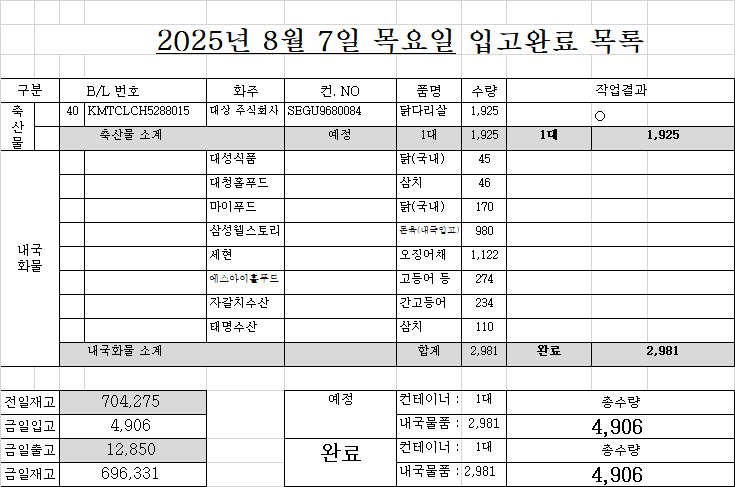 2025년 8월 7일 목요일 입고완료 목록
구분 B/L 번호 화주 컨. NO 품명 수량 작업결과
축산물 40 KMTCLCH5288015 대상 주식회사 SEGU9680084 닭다리살 1,925 ○
축산물 소계 예정 1대 1,925 1대 1,925
내국화물 대성식품 닭(국내) 45
대청홀푸드 삼치 46
마이푸드 닭(국내) 170
삼성웰스토리 돈육(내국입고) 980
세현 오징어채 1,122
에스아이홀푸드 고등어 등 274
자갈치수산 간고등어 234
태명수산 삼치 110
내국화물 소계 합계 2,981 완료 2,981
전일재고 704,275 예정 컨테이너 : 1대 총수량
금일입고 4,906 내국물품 : 2,981 4,906
금일출고 12,850 완료 컨테이너 : 1대 총수량
금일재고 696,331 내국물품 : 2,981 4,906